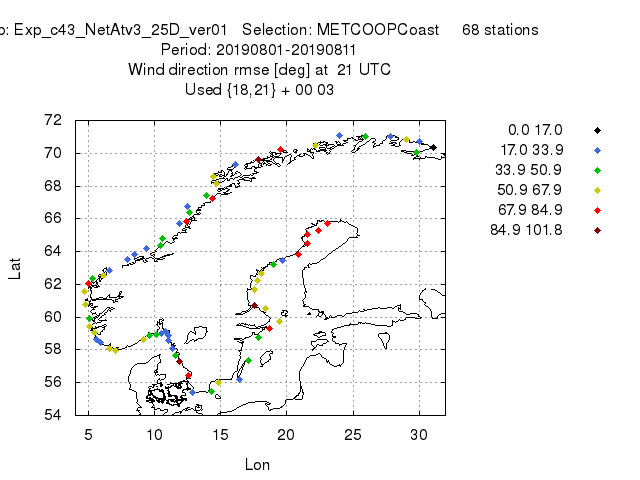 o: Exp_c43_NetAtv3_25D_ver01 Selection: METCOOPCoast 68 stations
Period: 20190801-20190811
Wind direction rmse [deg] at 21 UTC
Used {18,21} + 00 03
72
70
68
66
64
62
60
58
56
54
Lat
5 10 15 20 25 30
Lon
0.0 17.0
17.0 33.9
33.9 50.9
50.9 67.9
67.9 84.9
84.9 101.8